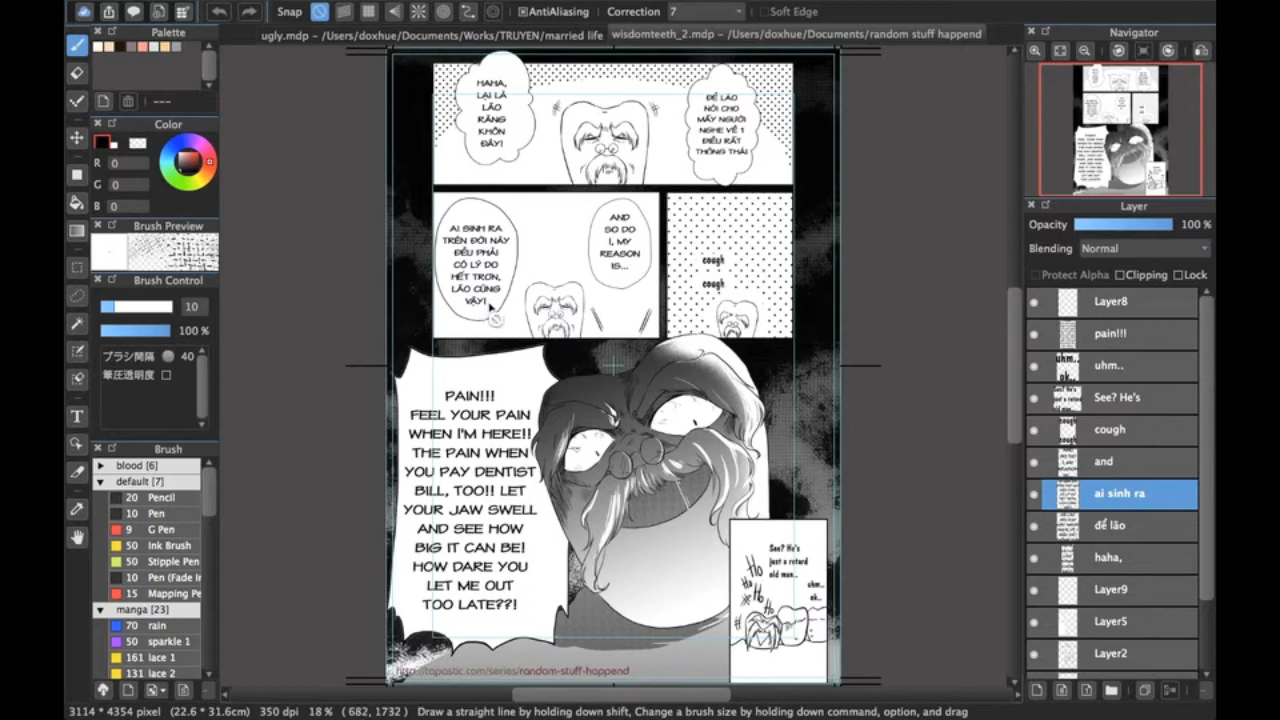 Snap
AntiAliasing
Correction 7
Soft Edge
Palette
ugly.mdp – /Users/doxhue/Documents/Works/TRUYEN/married life
wisdomteeth_2.mdp – /Users/doxhue/Documents/random stuff happend
Navigator
---
Color
R 0
G 0
B 0
Brush Preview
Brush Control
10
100 %
ブラシ間隔 40
筆圧透明度
Brush
blood [6]
default [7]
20 Pencil
10 Pen
9 G Pen
50 Ink Brush
50 Stipple Pen
10 Pen (Fade In
15 Mapping Pe
manga [23]
70 rain
50 sparkle 1
161 lace 1
131 lace 2
HAHA,
LẠI LÀ
LÃO
RĂNG
KHÔN
ĐÂY!
ĐỂ LÃO
NÓI CHO
MẤY NGƯỜI
NGHE VỀ 1
ĐIỀU RẤT
THÔNG THÁI
AI SINH RA
TRÊN ĐỜI NÀY
ĐỀU PHẢI
CÓ LÝ DO
HẾT TRƠN,
LÃO CŨNG
VẬY!
AND
SO DO
I, MY
REASON
IS...
cough
cough
PAIN!!!
FEEL YOUR PAIN
WHEN I'M HERE!!
THE PAIN WHEN
YOU PAY DENTIST
BILL, TOO!! LET
YOUR JAW SWELL
AND SEE HOW
BIG IT CAN BE!
HOW DARE YOU
LET ME OUT
TOO LATE??!
See? He's
just a retard
old man..
uhm..
ok..
Ho
Ho
Ho
Ho
http://tapastic.com/series/random-stuff-happend
Layer
Opacity 100 %
Blending Normal
Protect Alpha Clipping Lock
Layer8
pain!!!
uhm..
See? He's
cough
and
ai sinh ra
để lão
haha,
Layer9
Layer5
Layer2
3114 * 4354 pixel (22.6 * 31.6cm) 350 dpi 18 % ( 682, 1732 ) Draw a straight line by holding down shift, Change a brush size by holding down command, option, and drag